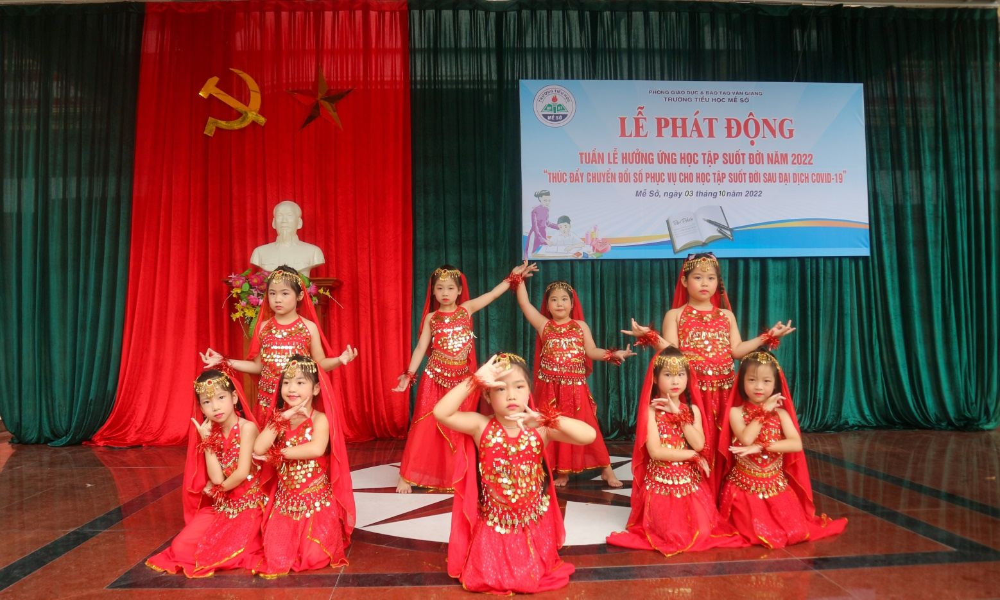 TRƯỜNG TIỂU HỌC
MỄ SỞ
PHÒNG GIÁO DỤC & ĐÀO TẠO VĂN GIANG
TRƯỜNG TIỂU HỌC MỄ SỞ
LỄ PHÁT ĐỘNG
TUẦN LỄ HƯỞNG ỨNG HỌC TẬP SUỐT ĐỜI NĂM 2022
“THÚC ĐẨY CHUYỂN ĐỔI SỐ PHỤC VỤ CHO HỌC TẬP SUỐT ĐỜI SAU ĐẠI DỊCH COVID-19”
Mễ Sở, ngày 03 tháng 10 năm 2022